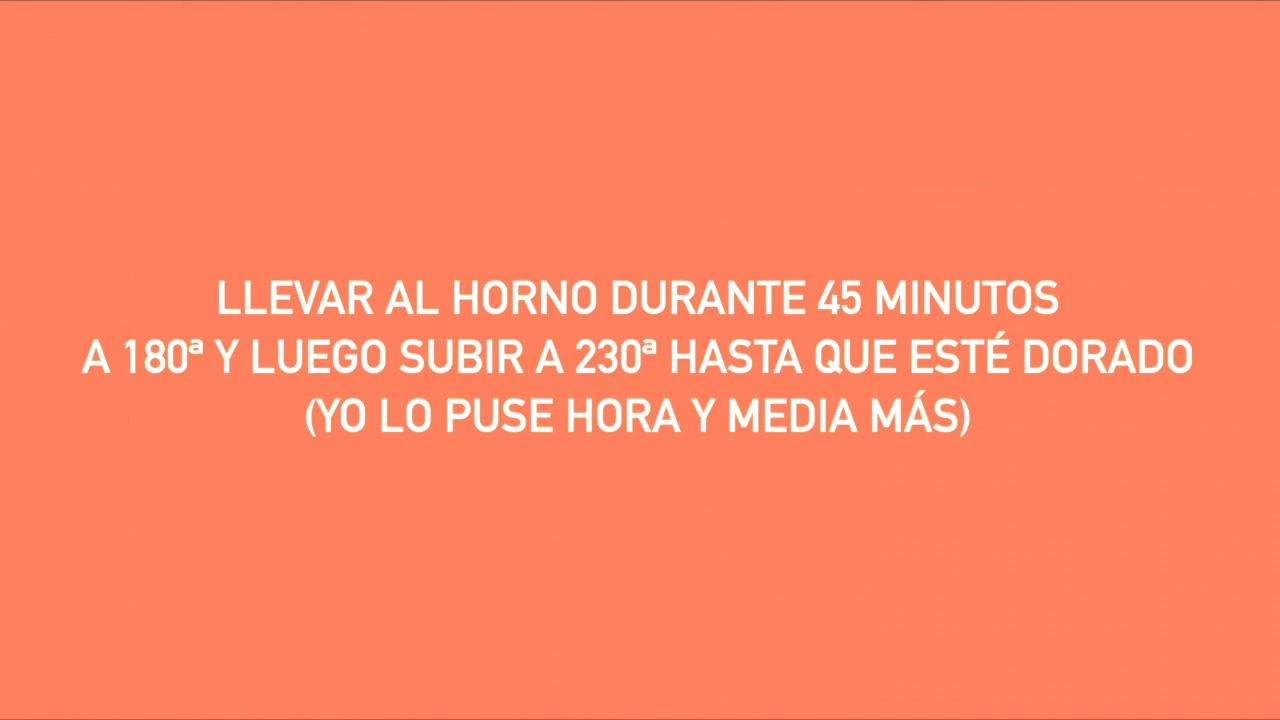 LLEVAR AL HORNO DURANTE 45 MINUTOS
A 180ª Y LUEGO SUBIR A 230ª HASTA QUE ESTÉ DORADO
(YO LO PUSE HORA Y MEDIA MÁS)